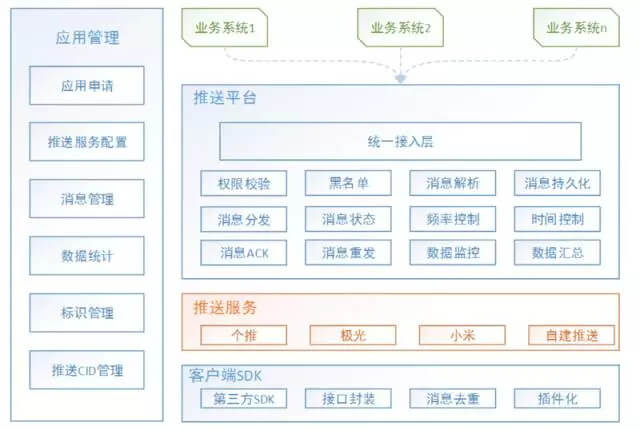 应用管理
应用申请
推送服务配置
消息管理
数据统计
标识管理
推送CID管理
业务系统1 业务系统2 业务系统n
推送平台
统一接入层
权限校验 黑名单 消息解析 消息持久化
消息分发 消息状态 频率控制 时间控制
消息ACK 消息重发 数据监控 数据汇总
推送服务
个推 极光 小米 自建推送
客户端SDK
第三方SDK 接口封装 消息去重 插件化